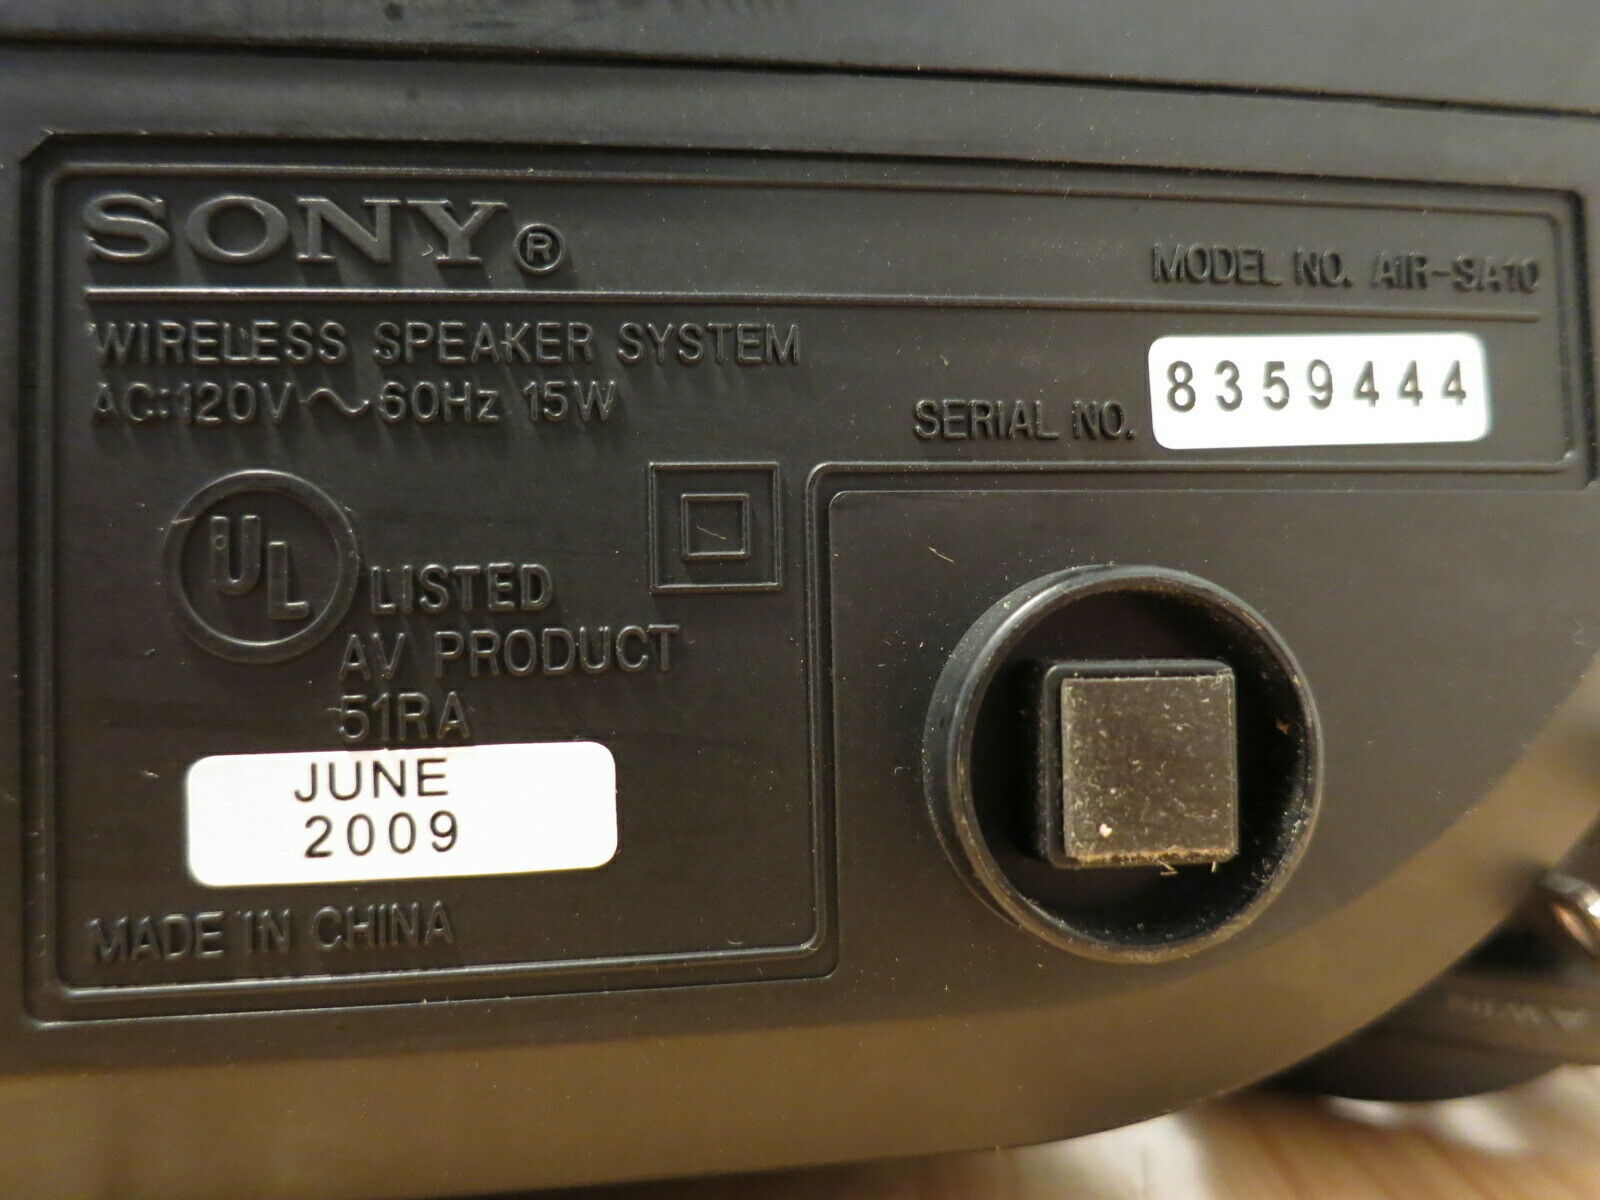 SONY®
MODEL NO. AIR-SA10
WIRELESS SPEAKER SYSTEM
AC:120V～60Hz 15W
SERIAL NO. 8359444
UL LISTED
AV PRODUCT
51RA
JUNE
2009
MADE IN CHINA